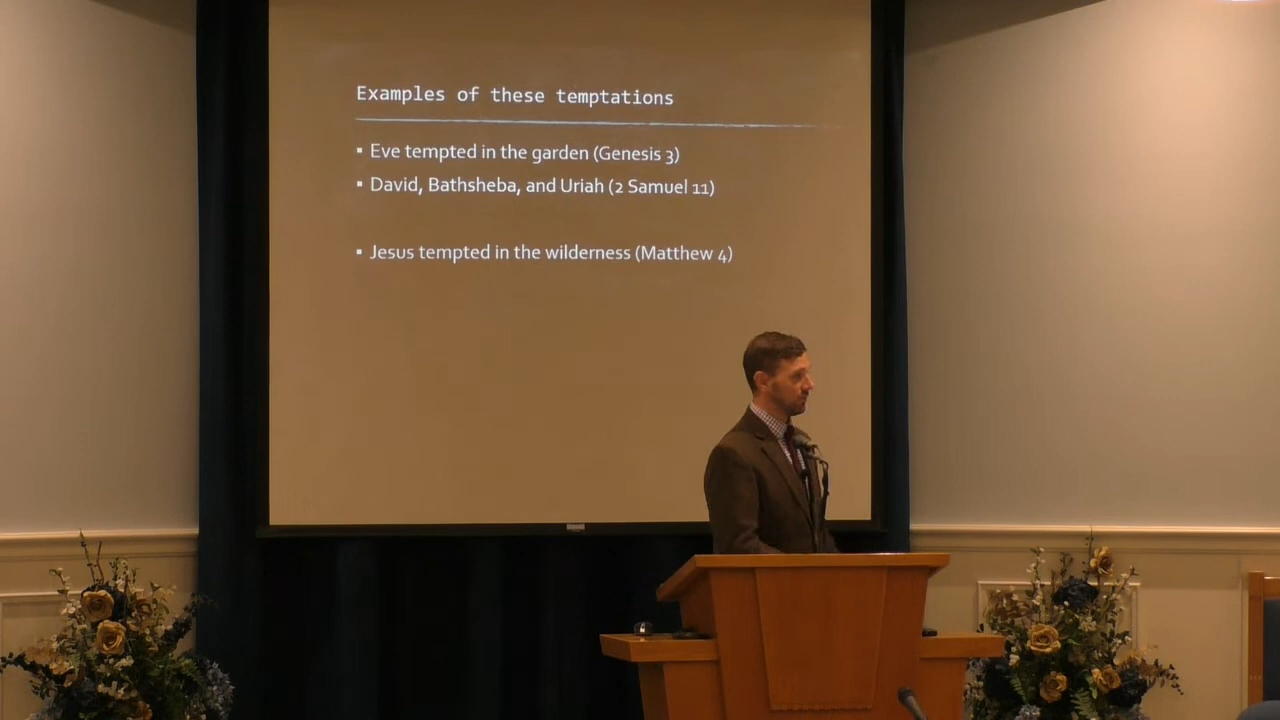 Examples of these temptations
▪ Eve tempted in the garden (Genesis 3)
▪ David, Bathsheba, and Uriah (2 Samuel 11)
▪ Jesus tempted in the wilderness (Matthew 4)